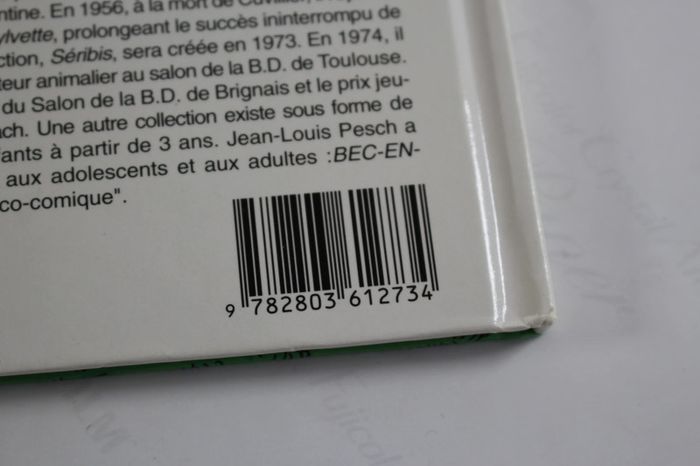 ntine. En 1956, à la mort de Cuvillier,
ylvette, prolongeant le succès ininterrompu de
ction, Séribis, sera créée en 1973. En 1974, il
teur animalier au salon de la B.D. de Toulouse.
du Salon de la B.D. de Brignais et le prix jeu-
ach. Une autre collection existe sous forme de
fants à partir de 3 ans. Jean-Louis Pesch a
aux adolescents et aux adultes :BEC-EN-
co-comique".
9 782803 612734